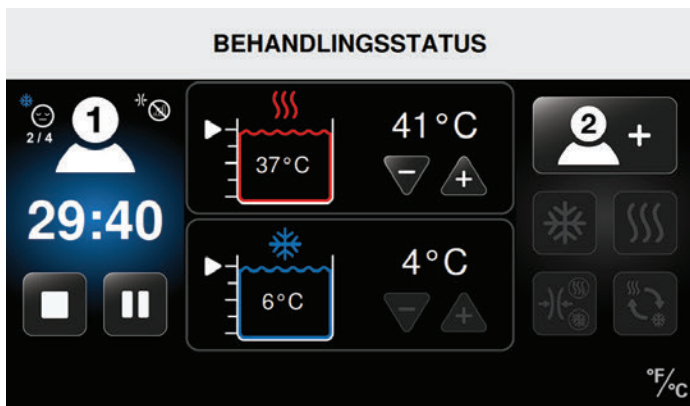 BEHANDLINGSSTATUS
1
2/4
29:40
37°C
41°C
- +
6°C
4°C
- +
2 +
°F/°C